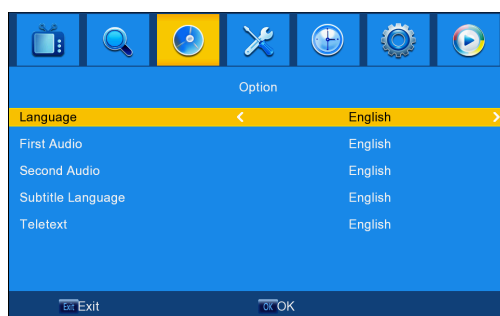 Option
Language < English >
First Audio English
Second Audio English
Subtitle Language English
Teletext English
Exit Exit OK OK